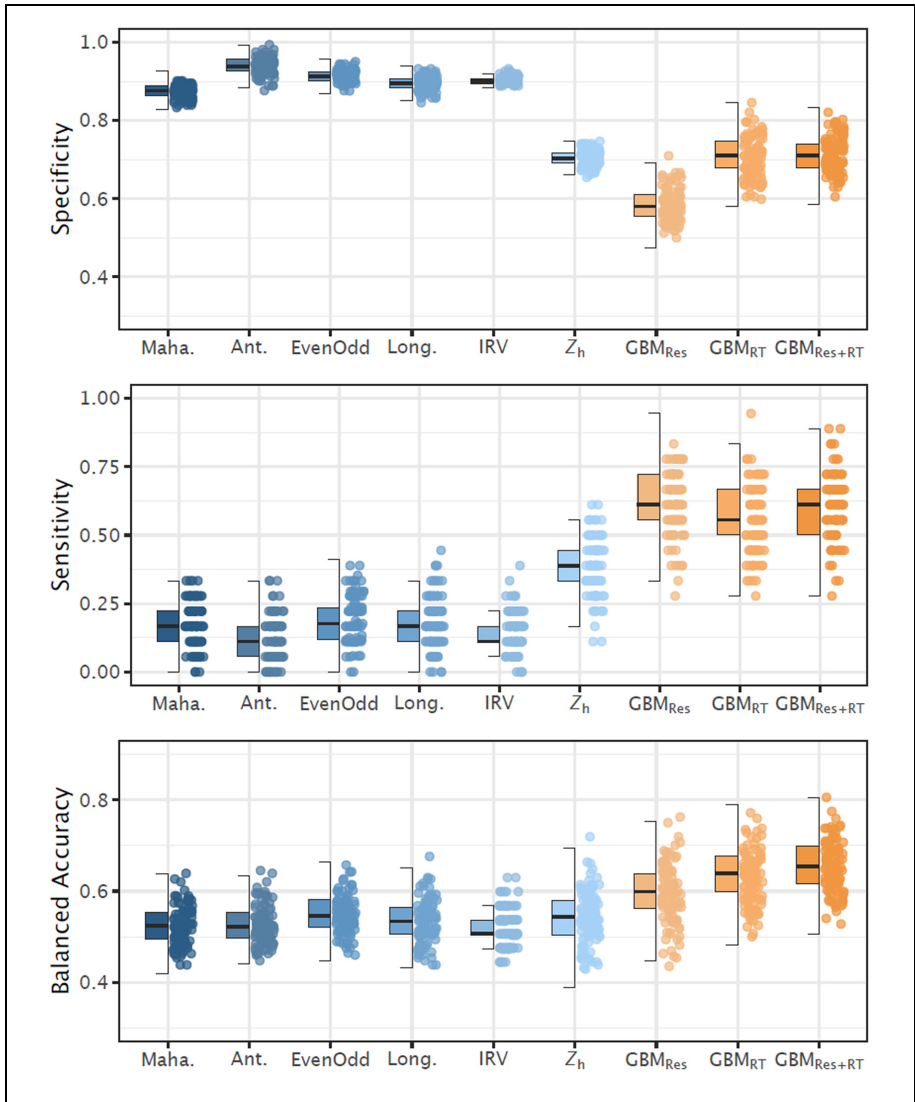 Specificity
1.0
0.8
0.6
0.4
Maha. Ant. EvenOdd Long. IRV Zh GBMRes GBMRT GBMRes+RT
Sensitivity
1.00
0.75
0.50
0.25
0.00
Maha. Ant. EvenOdd Long. IRV Zh GBMRes GBMRT GBMRes+RT
Balanced Accuracy
0.8
0.6
0.4
Maha. Ant. EvenOdd Long. IRV Zh GBMRes GBMRT GBMRes+RT